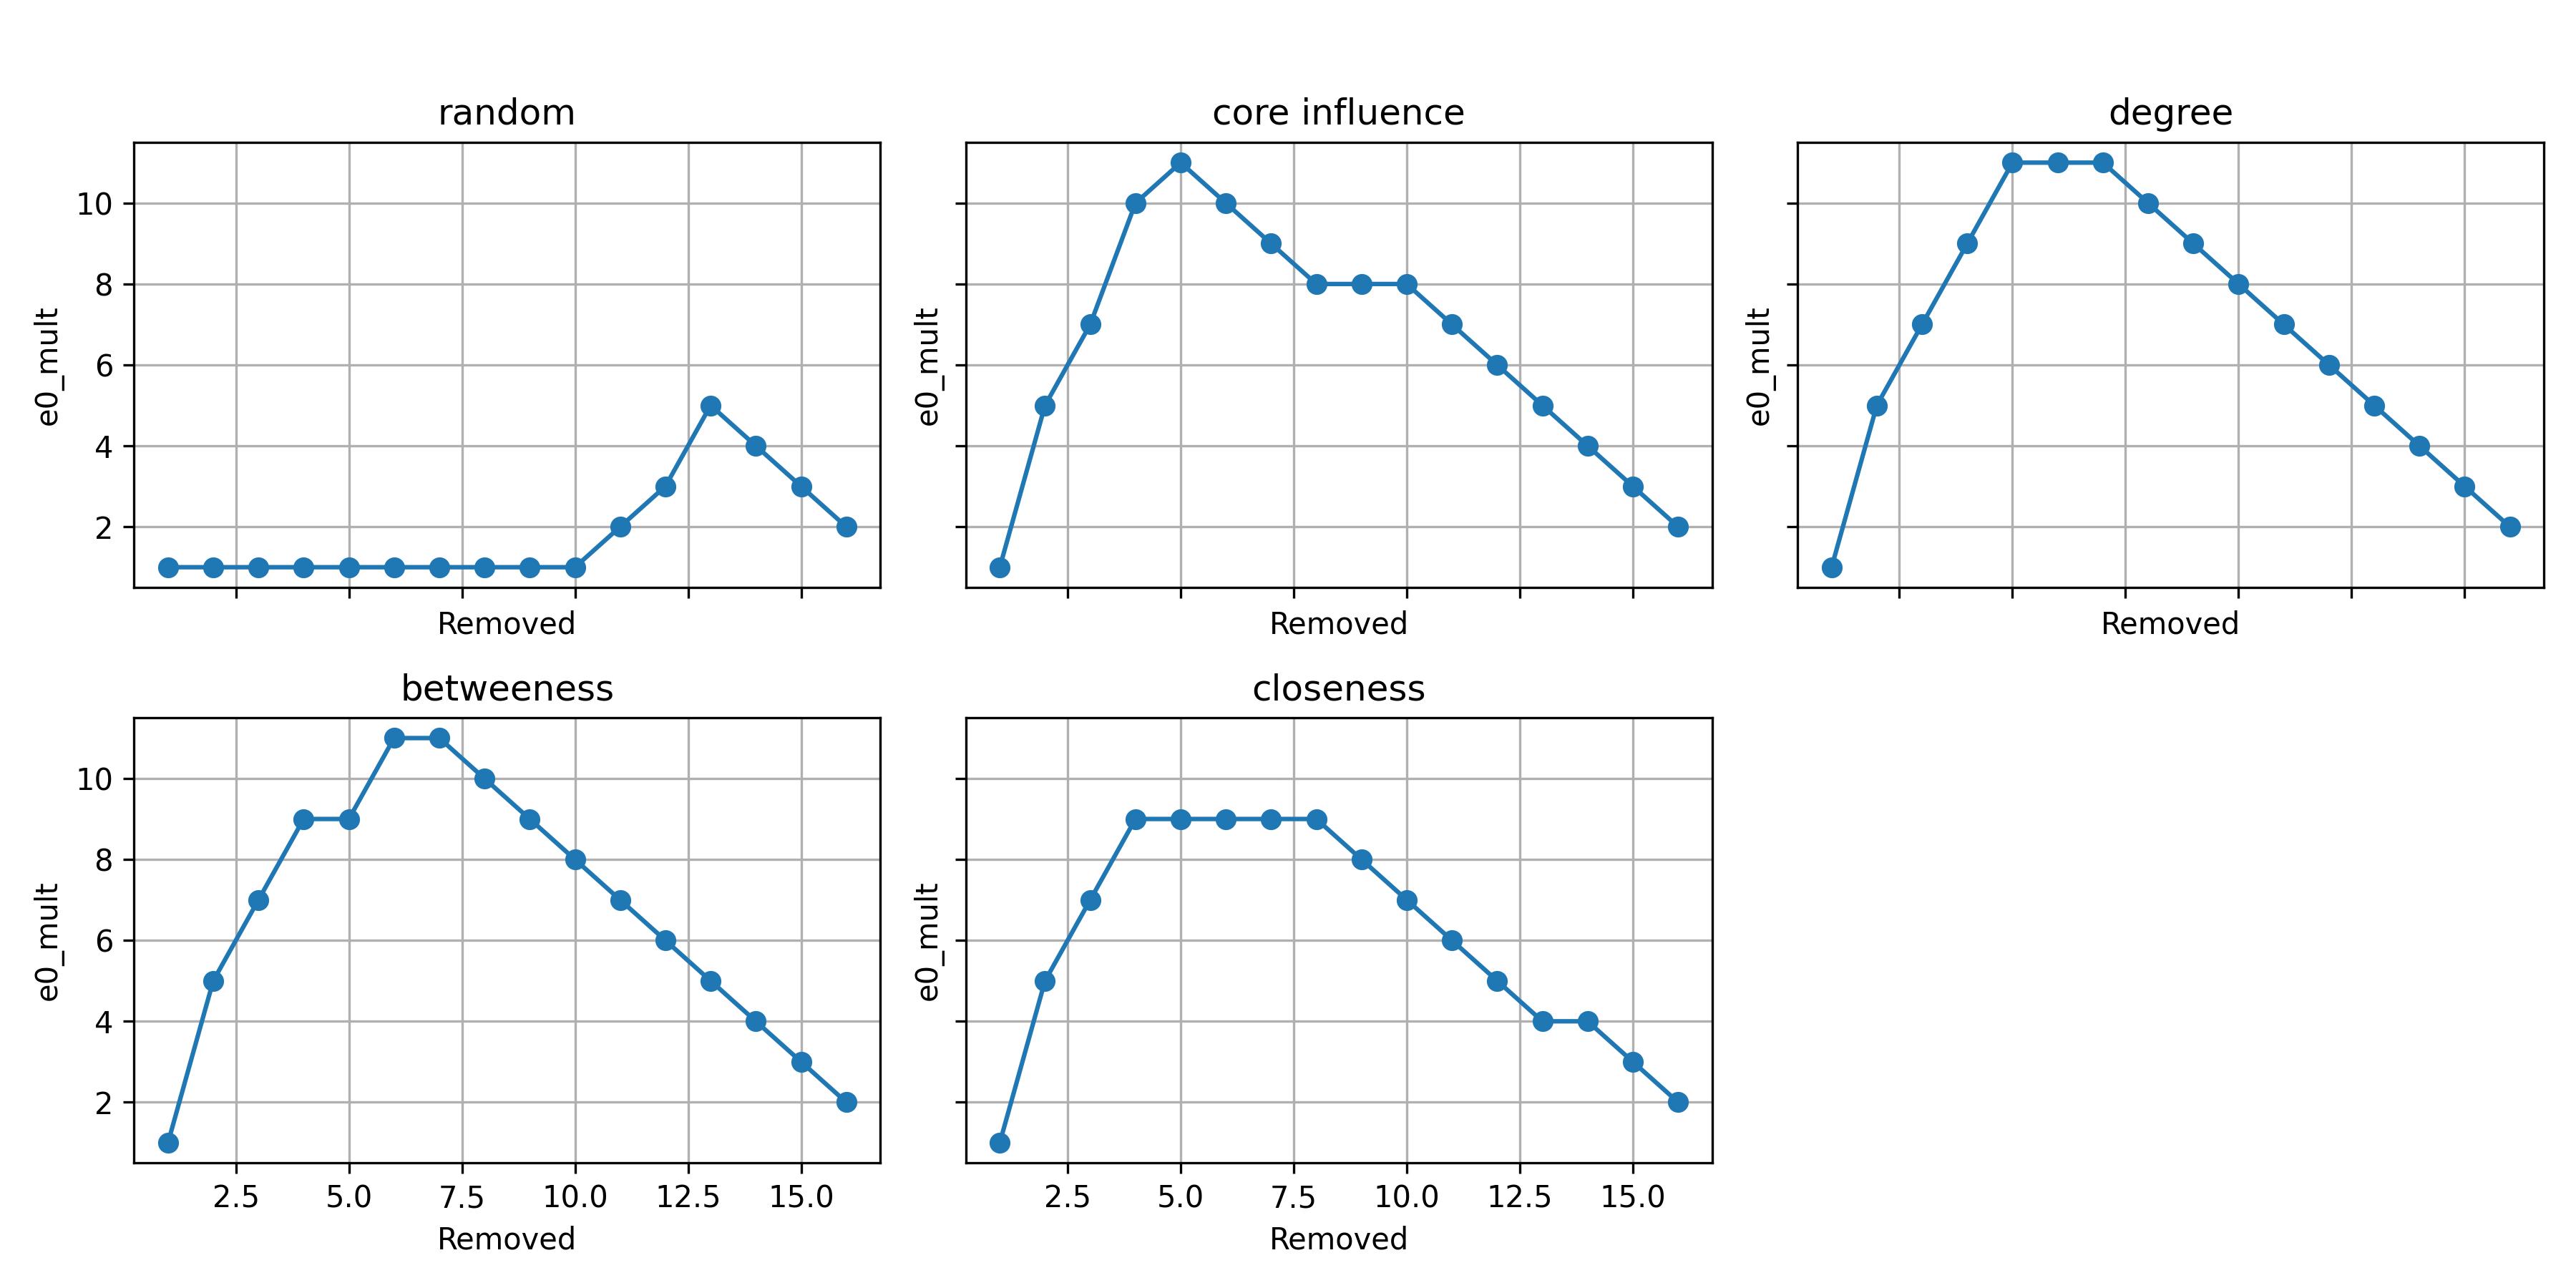 random
10
8
6
4
2
e0_mult
Removed
core influence
e0_mult
Removed
degree
e0_mult
Removed
betweeness
10
8
6
4
2
e0_mult
2.5 5.0 7.5 10.0 12.5 15.0
Removed
closeness
e0_mult
2.5 5.0 7.5 10.0 12.5 15.0
Removed